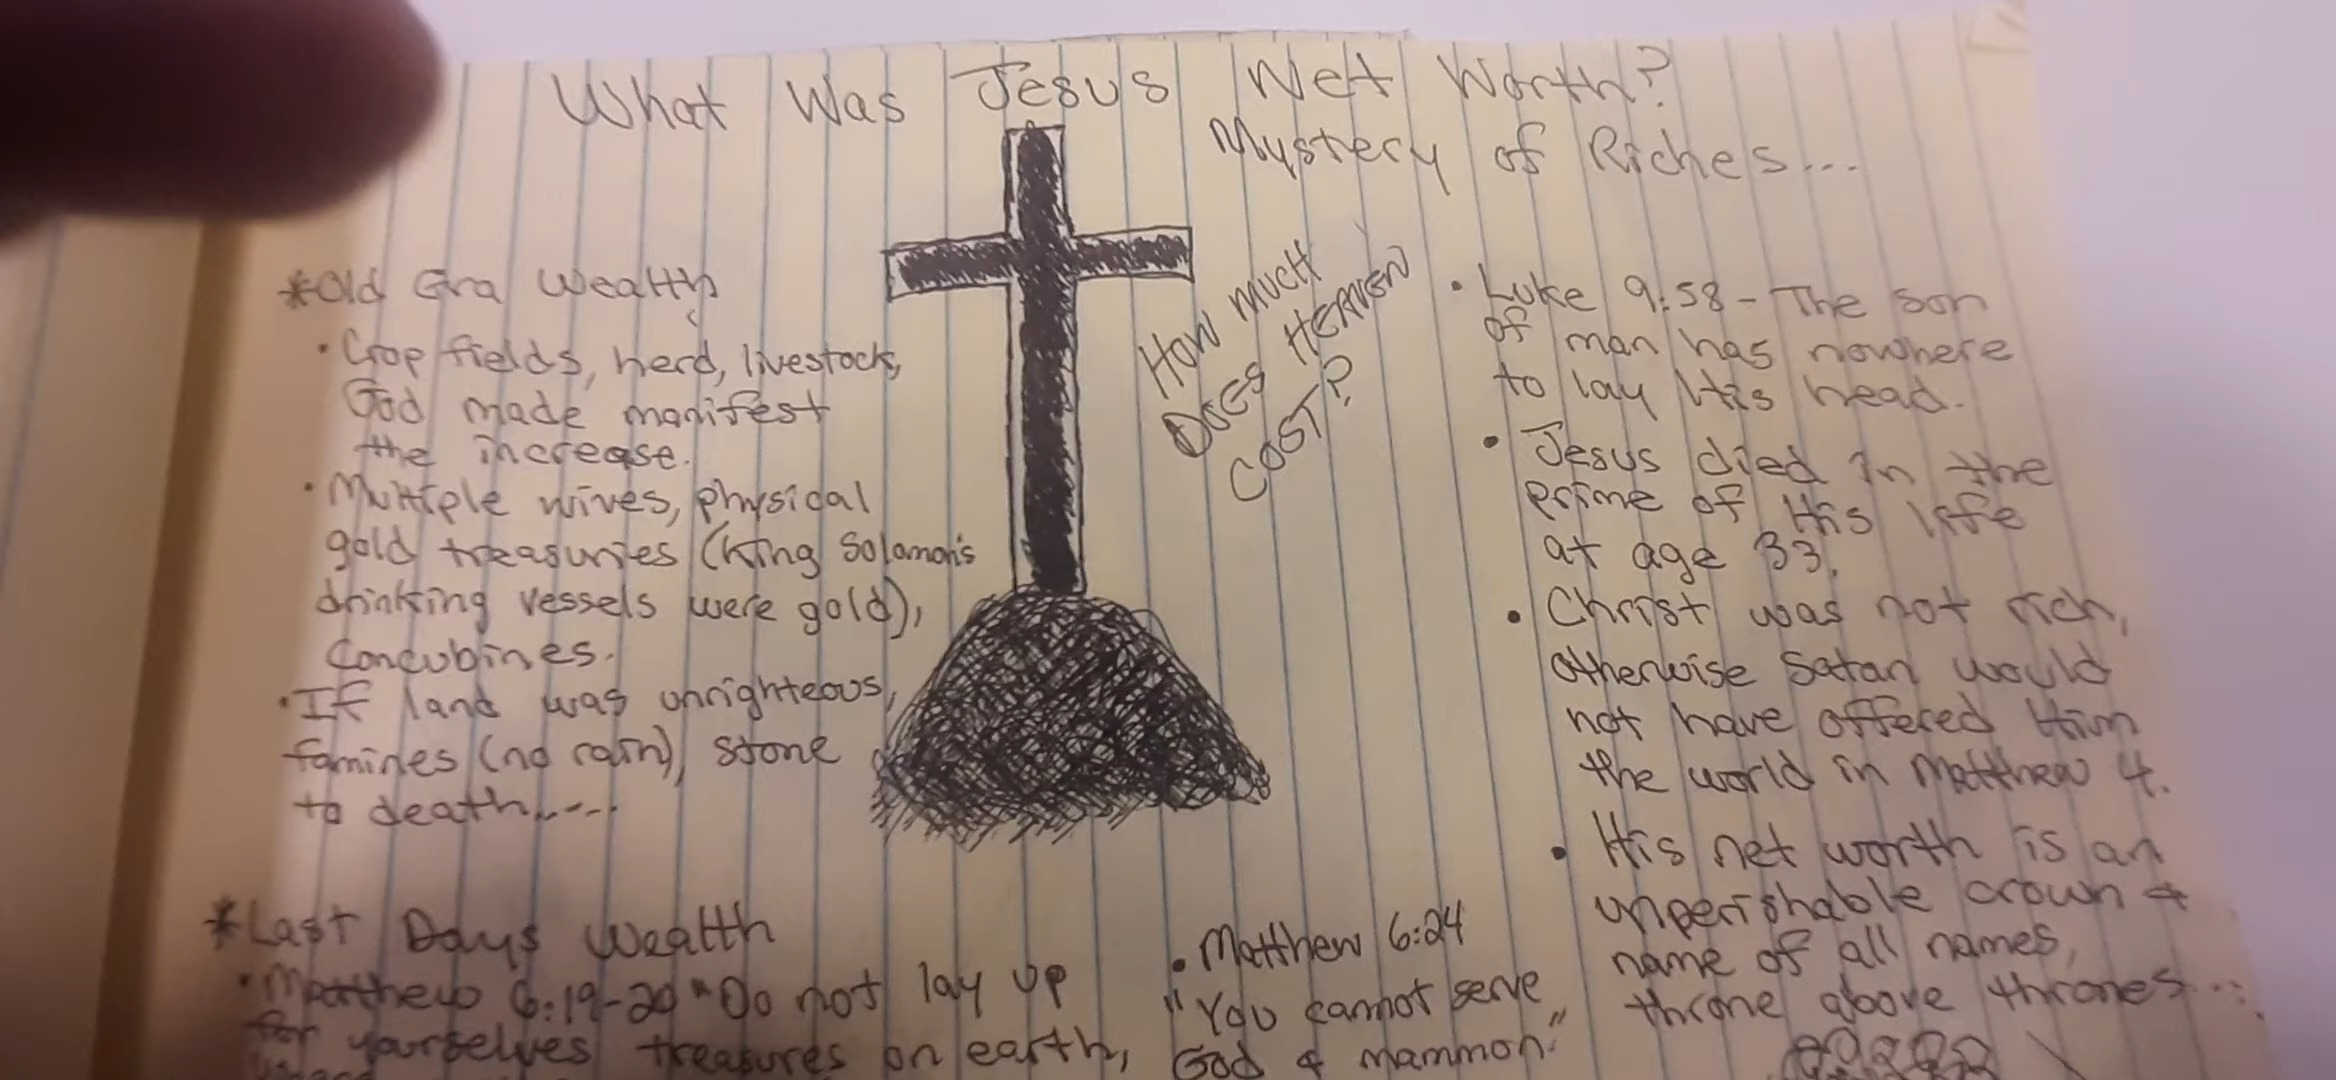 What Was Jesus Net Worth?
Mystery of Riches...
*Old Era Wealth
• Crop fields, herd, livestock,
God made manifest
the increase.
• Multiple wives, physical
gold treasuries (King Solomon's
drinking vessels were gold),
Concubines.
• If land was unrighteous,
famines (no rain), stone
to death......
HOW MUCH
DOES HEAVEN
COST?
• Luke 9:58 - The son
of man has nowhere
to lay His head.
• Jesus died in the
prime of His life
at age 33.
• Christ was not rich,
otherwise Satan would
not have offered Him
the world in Matthew 4.
• His net worth is an
unperishable crown &
name of all names,
throne above thrones...
*Last Days Wealth
• Matthew 6:19-20 "Do not lay up
for yourselves treasures on earth,
• Matthew 6:24
"You cannot serve
God & mammon."